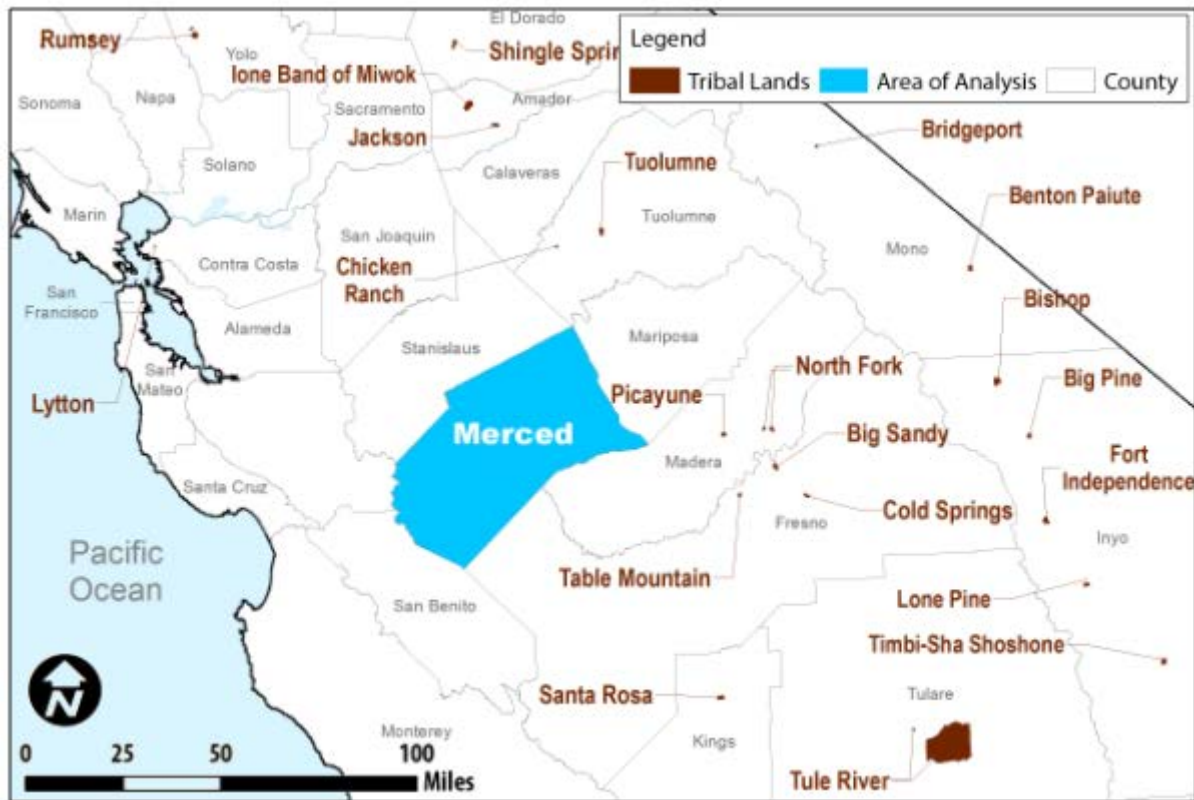 El Dorado
Rumsey
Yolo
Shingle Sprin
Legend
Tribal Lands
Area of Analysis
County
Ione Band of Miwok
Napa
Sonoma
Sacramento
Amador
Jackson
Solano
Bridgeport
Calaveras
Tuolumne
Benton Paiute
Marin
San Joaquin
Tuolumne
Mono
Contra Costa
Chicken
Ranch
San
Francisco
Bishop
Alameda
Stanislaus
Mariposa
San
Mateo
North Fork
Big Pine
Lytton
Picayune
Merced
Big Sandy
Madera
Fort
Independence
Santa Cruz
Cold Springs
Fresno
Inyo
Pacific
Ocean
Table Mountain
Lone Pine
San Benito
Timbi-Sha Shoshone
N
Santa Rosa
Tulare
Monterey
Kings
0 25 50 100
Miles
Tule River